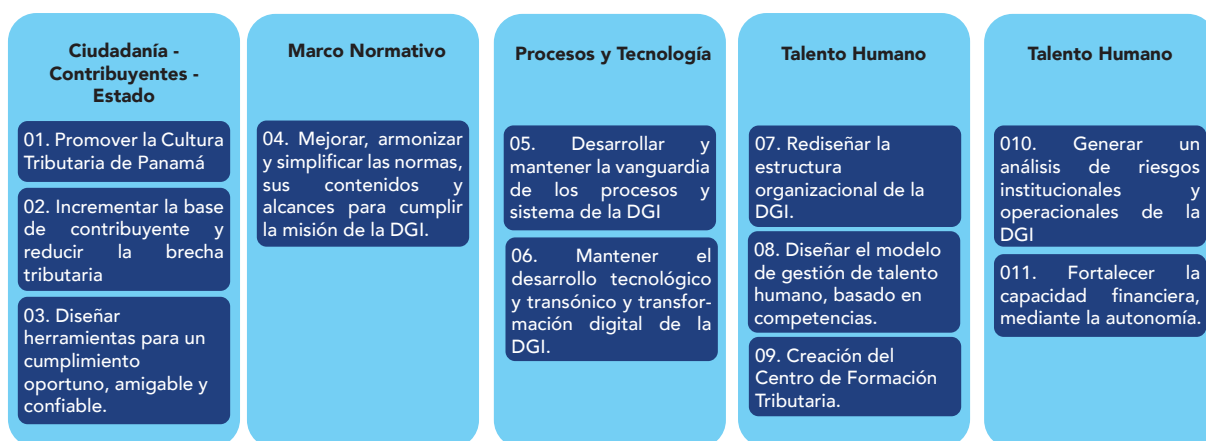 Ciudadanía -
Contribuyentes -
Estado
01. Promover la Cultura
Tributaria de Panamá
02. Incrementar la base
de contribuyente y
reducir la brecha
tributaria
03. Diseñar
herramientas para un
cumplimiento
oportuno, amigable y
confiable.
Marco Normativo
04. Mejorar, armonizar
y simplificar las normas,
sus contenidos y
alcances para cumplir
la misión de la DGI.
Procesos y Tecnología
05. Desarrollar y
mantener la vanguardia
de los procesos y
sistema de la DGI
06. Mantener el
desarrollo tecnológico
y transónico y transfor-
mación digital de la
DGI.
Talento Humano
07. Rediseñar la
estructura
organizacional de la
DGI.
08. Diseñar el modelo
de gestión de talento
humano, basado en
competencias.
09. Creación del
Centro de Formación
Tributaria.
Talento Humano
010. Generar un
análisis de riesgos
institucionales y
operacionales de la
DGI
011. Fortalecer la
capacidad financiera,
mediante la autonomía.